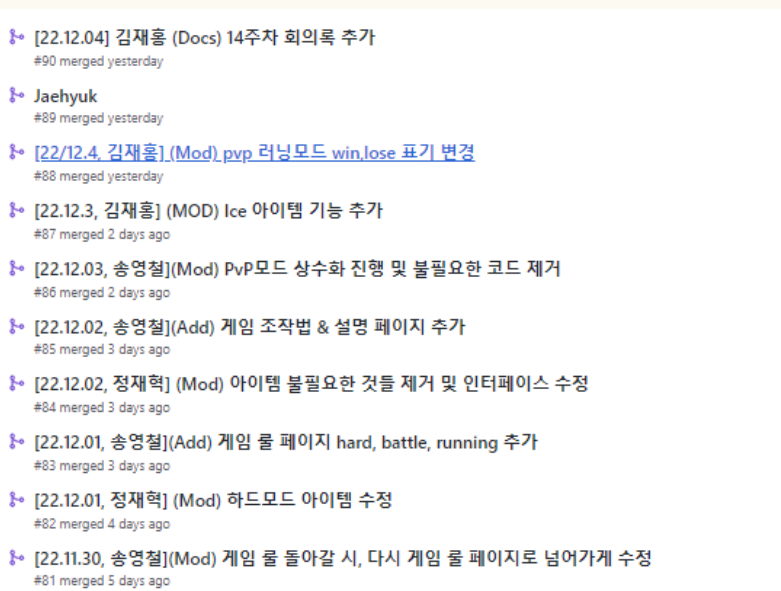 [22.12.04] 김재홍 (Docs) 14주차 회의록 추가
#90 merged yesterday
Jaehyuk
#89 merged yesterday
[22/12.4, 김재홍] (Mod) pvp 러닝모드 win,lose 표기 변경
#88 merged yesterday
[22.12.3, 김재홍] (MOD) Ice 아이템 기능 추가
#87 merged 2 days ago
[22.12.03, 송영철](Mod) PvP모드 상수화 진행 및 불필요한 코드 제거
#86 merged 2 days ago
[22.12.02, 송영철](Add) 게임 조작법 & 설명 페이지 추가
#85 merged 3 days ago
[22.12.02, 정재혁] (Mod) 아이템 불필요한 것들 제거 및 인터페이스 수정
#84 merged 3 days ago
[22.12.01, 송영철](Add) 게임 룰 페이지 hard, battle, running 추가
#83 merged 3 days ago
[22.12.01, 정재혁] (Mod) 하드모드 아이템 수정
#82 merged 4 days ago
[22.11.30, 송영철](Mod) 게임 룰 돌아갈 시, 다시 게임 룰 페이지로 넘어가게 수정
#81 merged 5 days ago